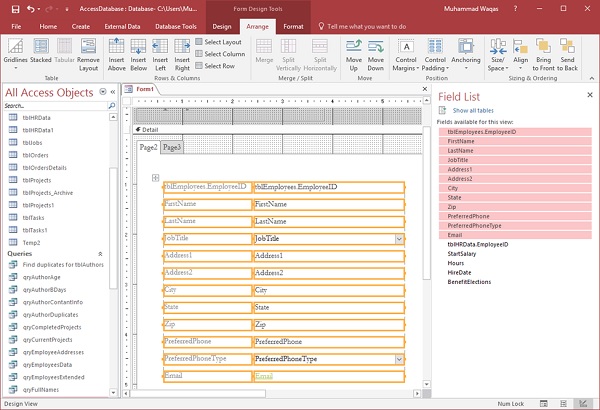 AccessDatabase : Database- C:\Users\Mu...
Form Design Tools
Muhammad Waqas
File
Home
Create
External Data
Database Tools
Design
Arrange
Format
Tell me what you want to do
Gridlines
Stacked
Tabular
Remove Layout
Insert Above
Insert Below
Insert Left
Insert Right
Select Layout
Select Column
Select Row
Merge
Split Vertically
Split Horizontally
Move Up
Move Down
Control Margins
Control Padding
Anchoring
Size/ Space
Align
Bring to Front
Send to Back
Table
Rows & Columns
Merge / Split
Move
Position
Sizing & Ordering
All Access Objects
Search...
tblHRData
tblJobs
tblOrders
tblOrdersDetails
tblProjects
tblProjects_Archive
tblProjects1
tblTasks
tblTasks1
Temp2
Queries
Find duplicates for tblAuthors
qryAuthorAge
qryAuthorBDays
qryAuthorContantInfo
qryAuthorDuplicates
qryCompletedProjects
qryCurrentProjects
qryEmployeeAddresses
qryEmployeesData
qryEmployeesExtended
qryFullNames
Form1
1 2 3 4 5
Detail
Page2 Page3
tblEmployees.EmployeeID tblEmployees.EmployeeID
FirstName FirstName
LastName LastName
JobTitle JobTitle
Address1 Address1
Address2 Address2
City City
State State
Zip Zip
PreferredPhone PreferredPhone
PreferredPhoneType PreferredPhoneType
Email Email
Field List
Show all tables
Fields available for this view:
tblEmployees.EmployeeID
FirstName
LastName
JobTitle
Address1
Address2
City
State
Zip
PreferredPhone
PreferredPhoneType
Email
tblHRData.EmployeeID
StartSalary
Hours
HireDate
BenefitElections
Design View
Num Lock